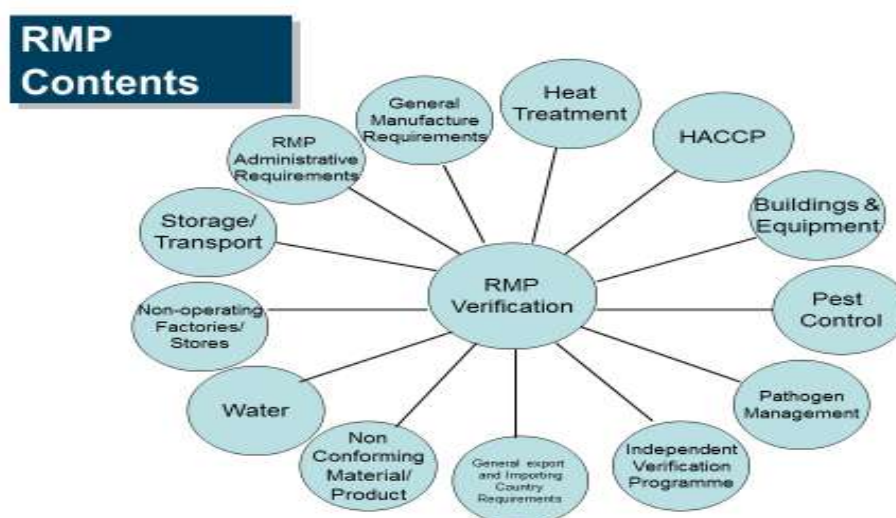 RMP
Contents
General
Manufacture
Requirements
Heat
Treatment
HACCP
RMP
Administrative
Requirements
Buildings &
Equipment
Storage/
Transport
RMP
Verification
Non-operating
Factories/
Stores
Pest
Control
Water
Pathogen
Management
Non
Conforming
Material/
Product
General export
and Importing
Country
Requirements
Independent
Verification
Programme